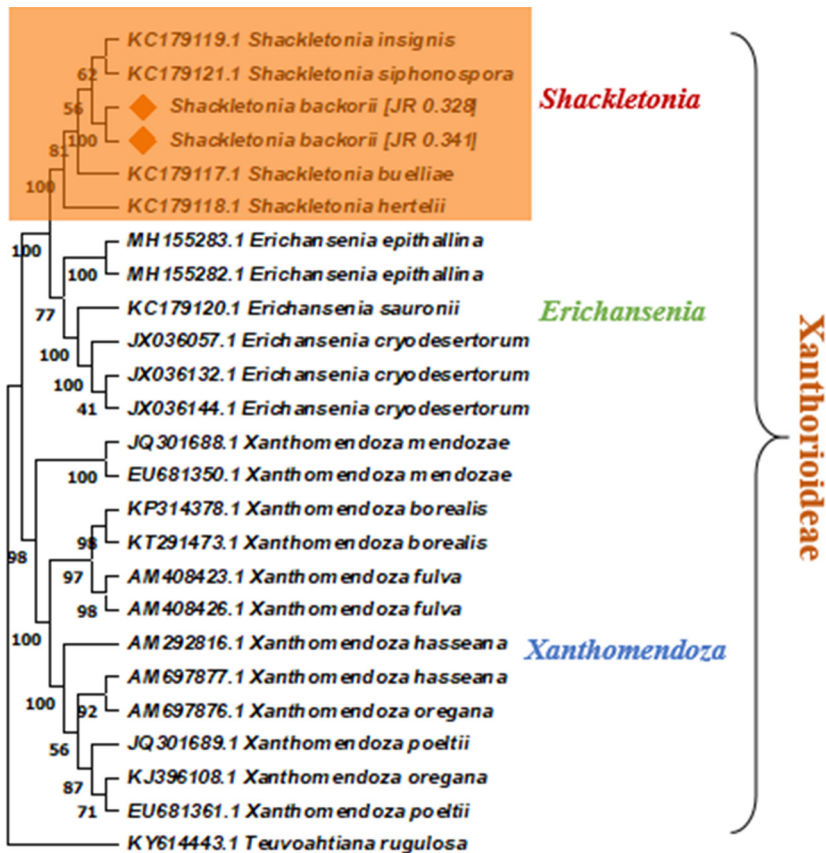 KC179119.1 Shackletonia insignis
62
KC179121.1 Shackletonia siphonospora
Shackletonia
56
Shackletonia backorii [JR 0.328]
100
Shackletonia backorii [JR 0.341]
81
KC179117.1 Shackletonia buelliae
100
KC179118.1 Shackletonia hertelii
100
MH155283.1 Erichansenia epithallina
100
MH155282.1 Erichansenia epithallina
77
KC179120.1 Erichansenia sauronii
Erichansenia
100
JX036057.1 Erichansenia cryodesertorum
100
JX036132.1 Erichansenia cryodesertorum
41
JX036144.1 Erichansenia cryodesertorum
Xanthorioideae
JQ301688.1 Xanthomendoza mendozae
100
EU681350.1 Xanthomendoza mendozae
KP314378.1 Xanthomendoza borealis
98
KT291473.1 Xanthomendoza borealis
98
97
AM408423.1 Xanthomendoza fulva
98
AM408426.1 Xanthomendoza fulva
100
AM292816.1 Xanthomendoza hasseana
Xanthomendoza
AM697877.1 Xanthomendoza hasseana
100
92
AM697876.1 Xanthomendoza oregana
56
JQ301689.1 Xanthomendoza poeltii
87
KJ396108.1 Xanthomendoza oregana
71
EU681361.1 Xanthomendoza poeltii
KY614443.1 Teuvoahtiana rugulosa